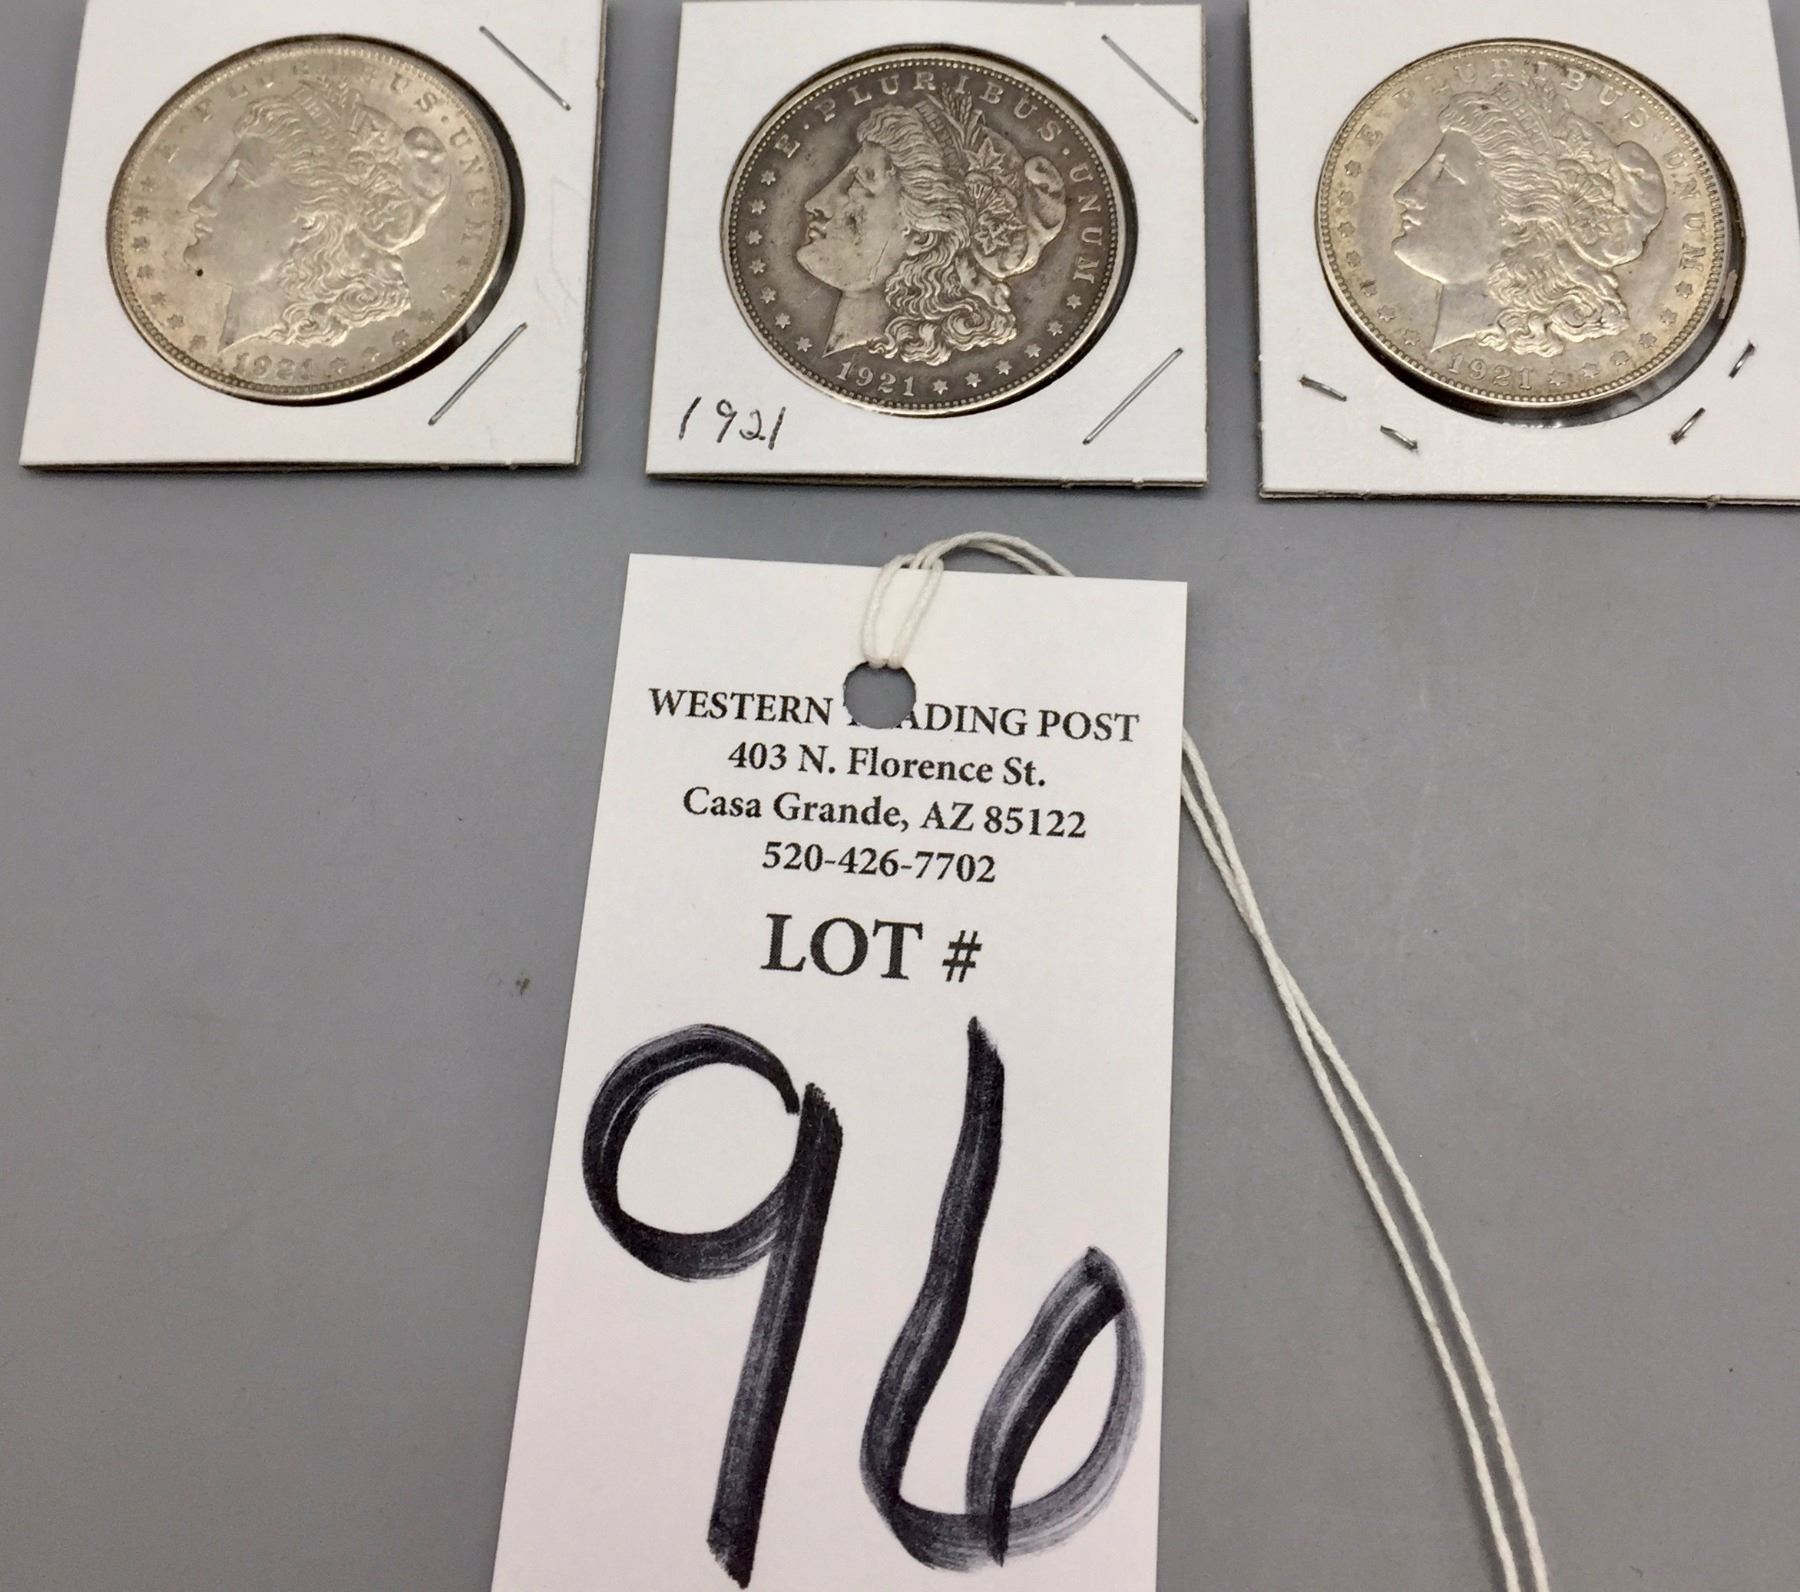 E · PLURIBUS · UNUM
1921
E · PLURIBUS · UNUM
1921
1921
E · PLURIBUS · UNUM
1921
WESTERN TRADING POST
403 N. Florence St.
Casa Grande, AZ 85122
520-426-7702
LOT #
96